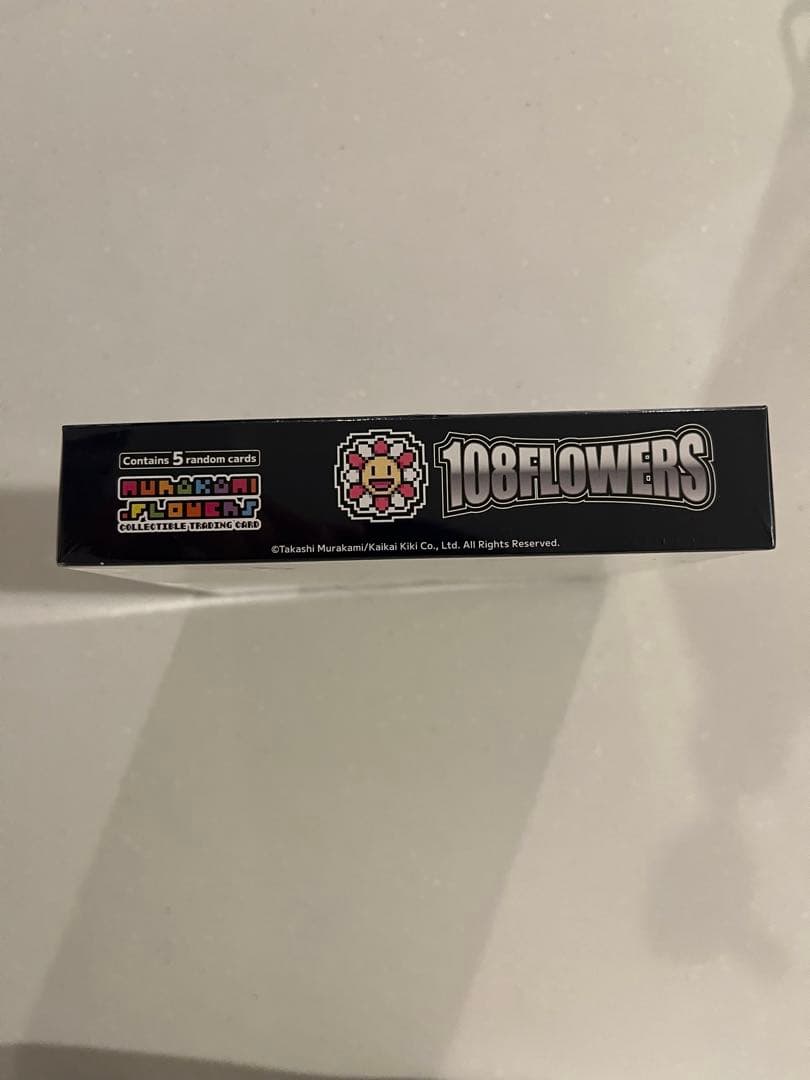 Contains 5 random cards
MURAKAMI
.FLOWERS
COLLECTIBLE TRADING CARD
108FLOWERS
©Takashi Murakami/Kaikai Kiki Co., Ltd. All Rights Reserved.